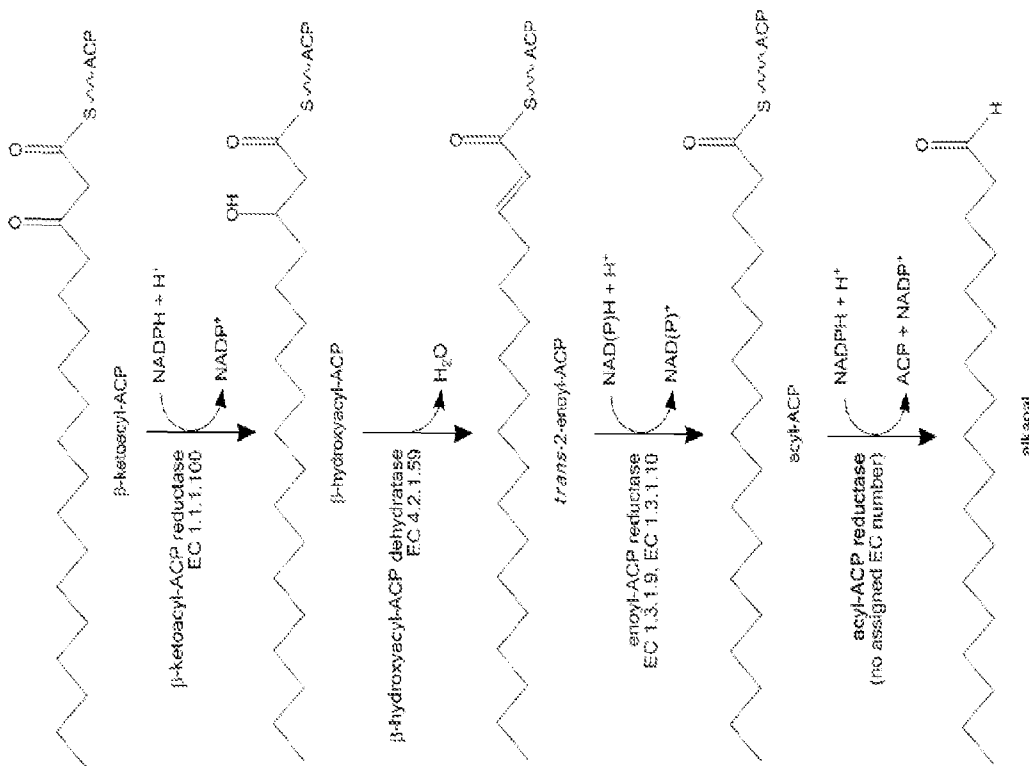 O O
S ACP
β-ketoacyl-ACP
β-ketoacyl-ACP reductase
EC 1.1.1.100
NADPH + H⁺
NADP⁺
OH O
S ACP
β-hydroxyacyl-ACP
β-hydroxyacyl-ACP dehydratase
EC 4.2.1.59
H₂O
O
S ACP
trans-2-enoyl-ACP
enoyl-ACP reductase
EC 1.3.1.9, EC 1.3.1.10
NAD(P)H + H⁺
NAD(P)⁺
O
S ACP
acyl-ACP
acyl-ACP reductase
(no assigned EC number)
NADPH + H⁺
ACP + NADP⁺
O
H
alkanal